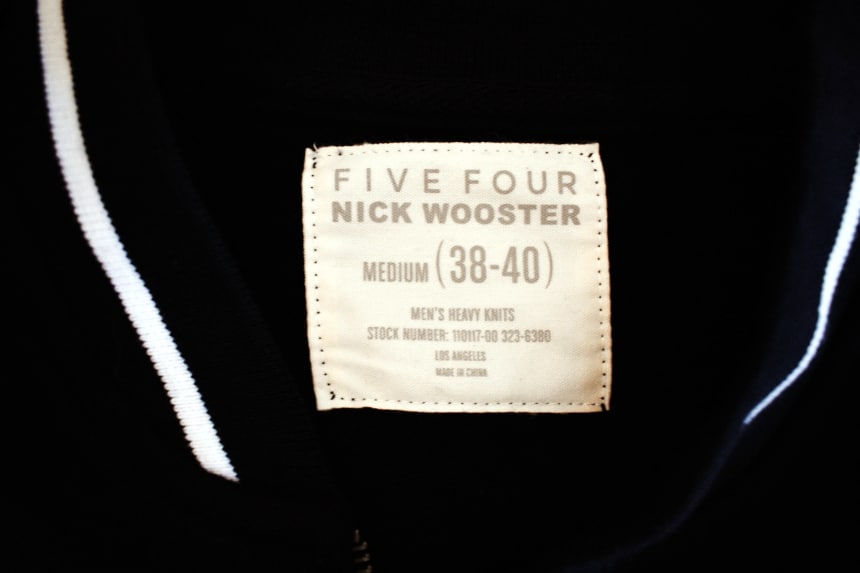 FIVE FOUR
NICK WOOSTER
MEDIUM (38-40)
MEN'S HEAVY KNITS
STOCK NUMBER: 110117-00 323-6380
LOS ANGELES
MADE IN CHINA